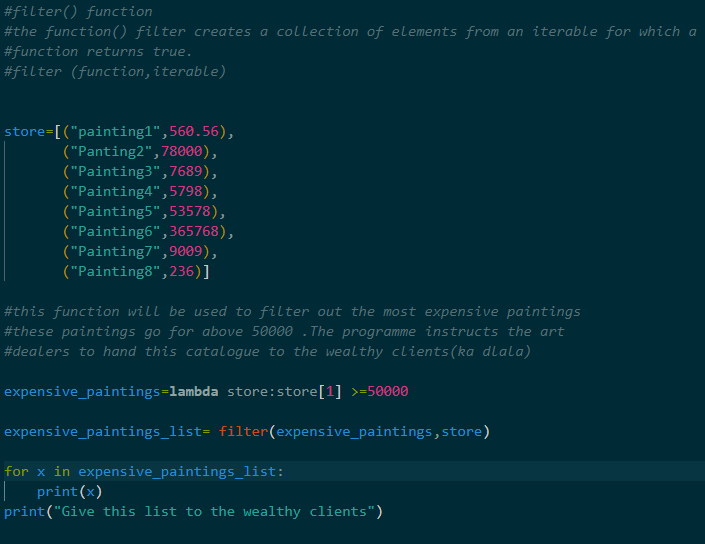 #filter() function
#the function() filter creates a collection of elements from an iterable for which a
#function returns true.
#filter (function,iterable)
store=[("painting1",560.56),
("Panting2",78000),
("Painting3",7689),
("Painting4",5798),
("Painting5",53578),
("Painting6",365768),
("Painting7",9009),
("Painting8",236)]
#this function will be used to filter out the most expensive paintings
#these paintings go for above 50000 .The programme instructs the art
#dealers to hand this catalogue to the wealthy clients(ka dlala)
expensive_paintings=lambda store:store[1] >=50000
expensive_paintings_list= filter(expensive_paintings,store)
for x in expensive_paintings_list:
print(x)
print("Give this list to the wealthy clients")